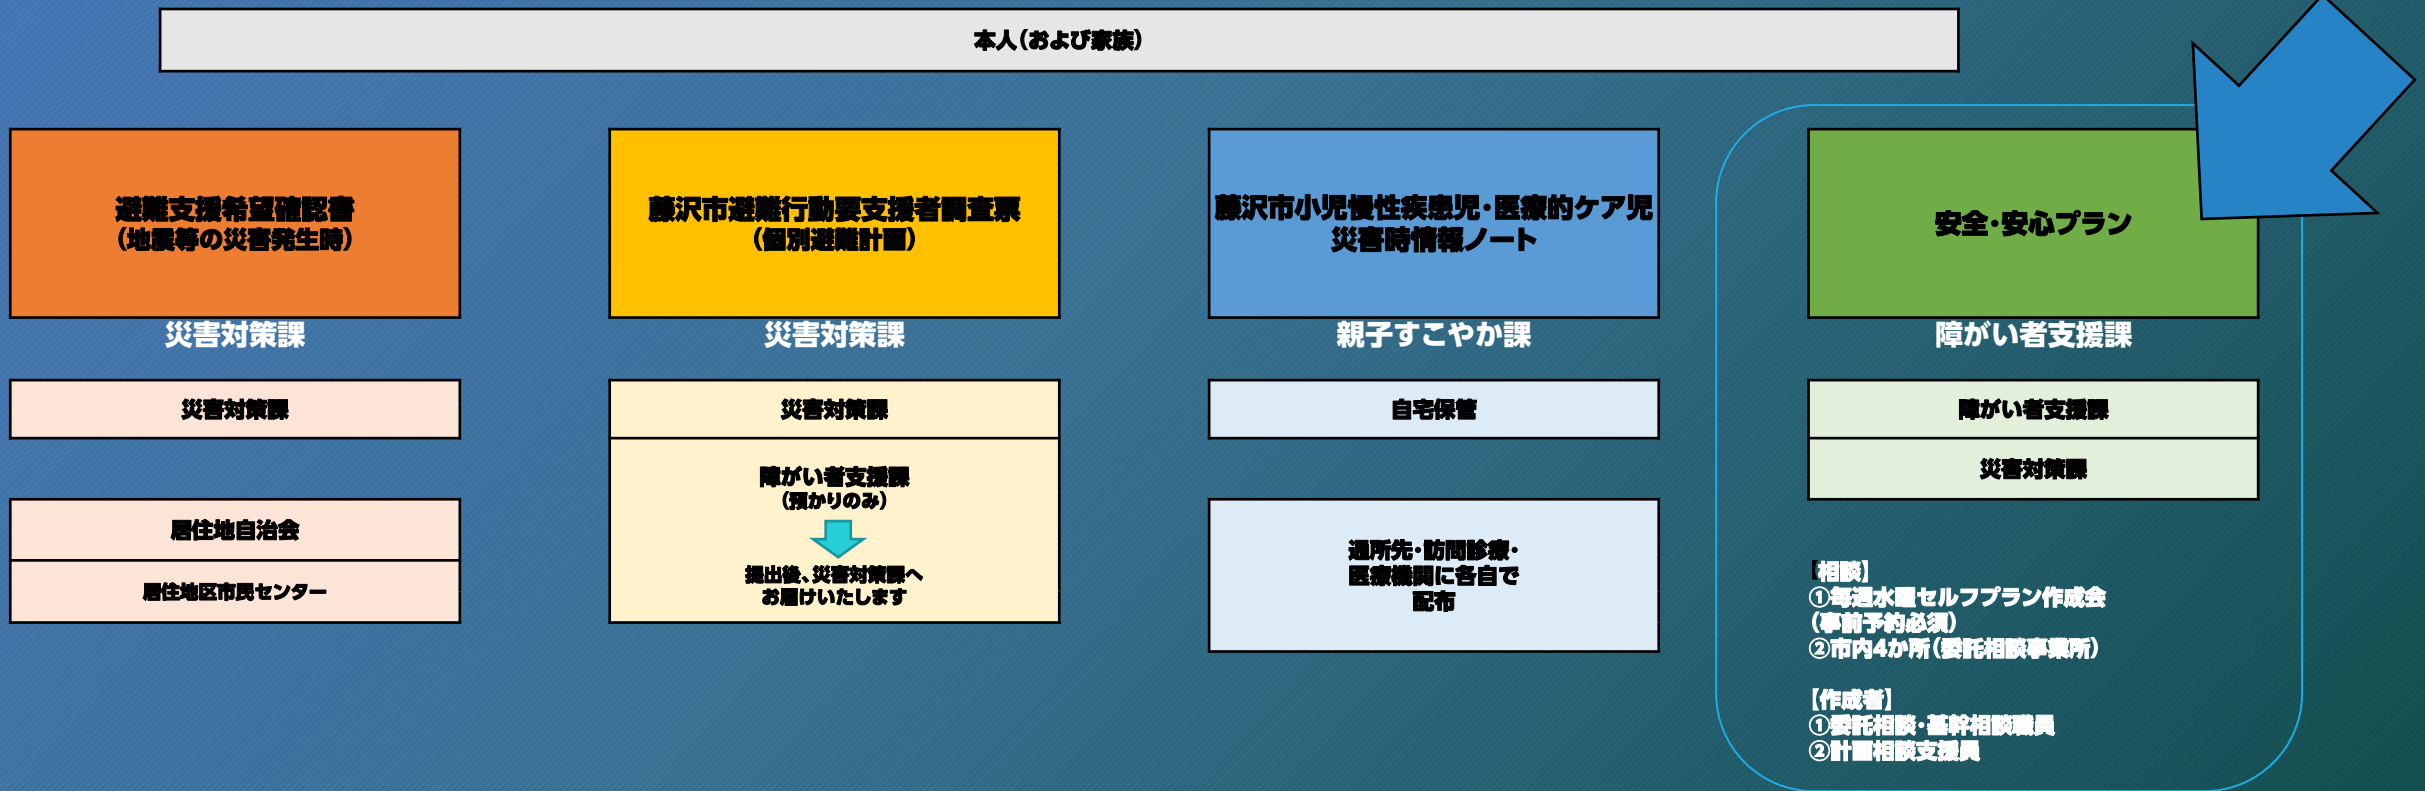 本人(および家族)
避難支援希望確認書
(地震等の災害発生時)
災害対策課
災害対策課
居住地自治会
居住地区市民センター
藤沢市避難行動要支援者調査票
(個別避難計画)
災害対策課
災害対策課
障がい者支援課
(預かりのみ)
提出後、災害対策課へ
お届けいたします
藤沢市小児慢性疾患児・医療的ケア児
災害時情報ノート
親子すこやか課
自宅保管
通所先・訪問診療・
医療機関に各自で
配布
安全・安心プラン
障がい者支援課
障がい者支援課
災害対策課
【相談】
①毎週水曜セルフプラン作成会
(事前予約必須)
②市内4か所(委託相談事業所)
【作成者】
①委託相談・基幹相談職員
②計画相談支援員